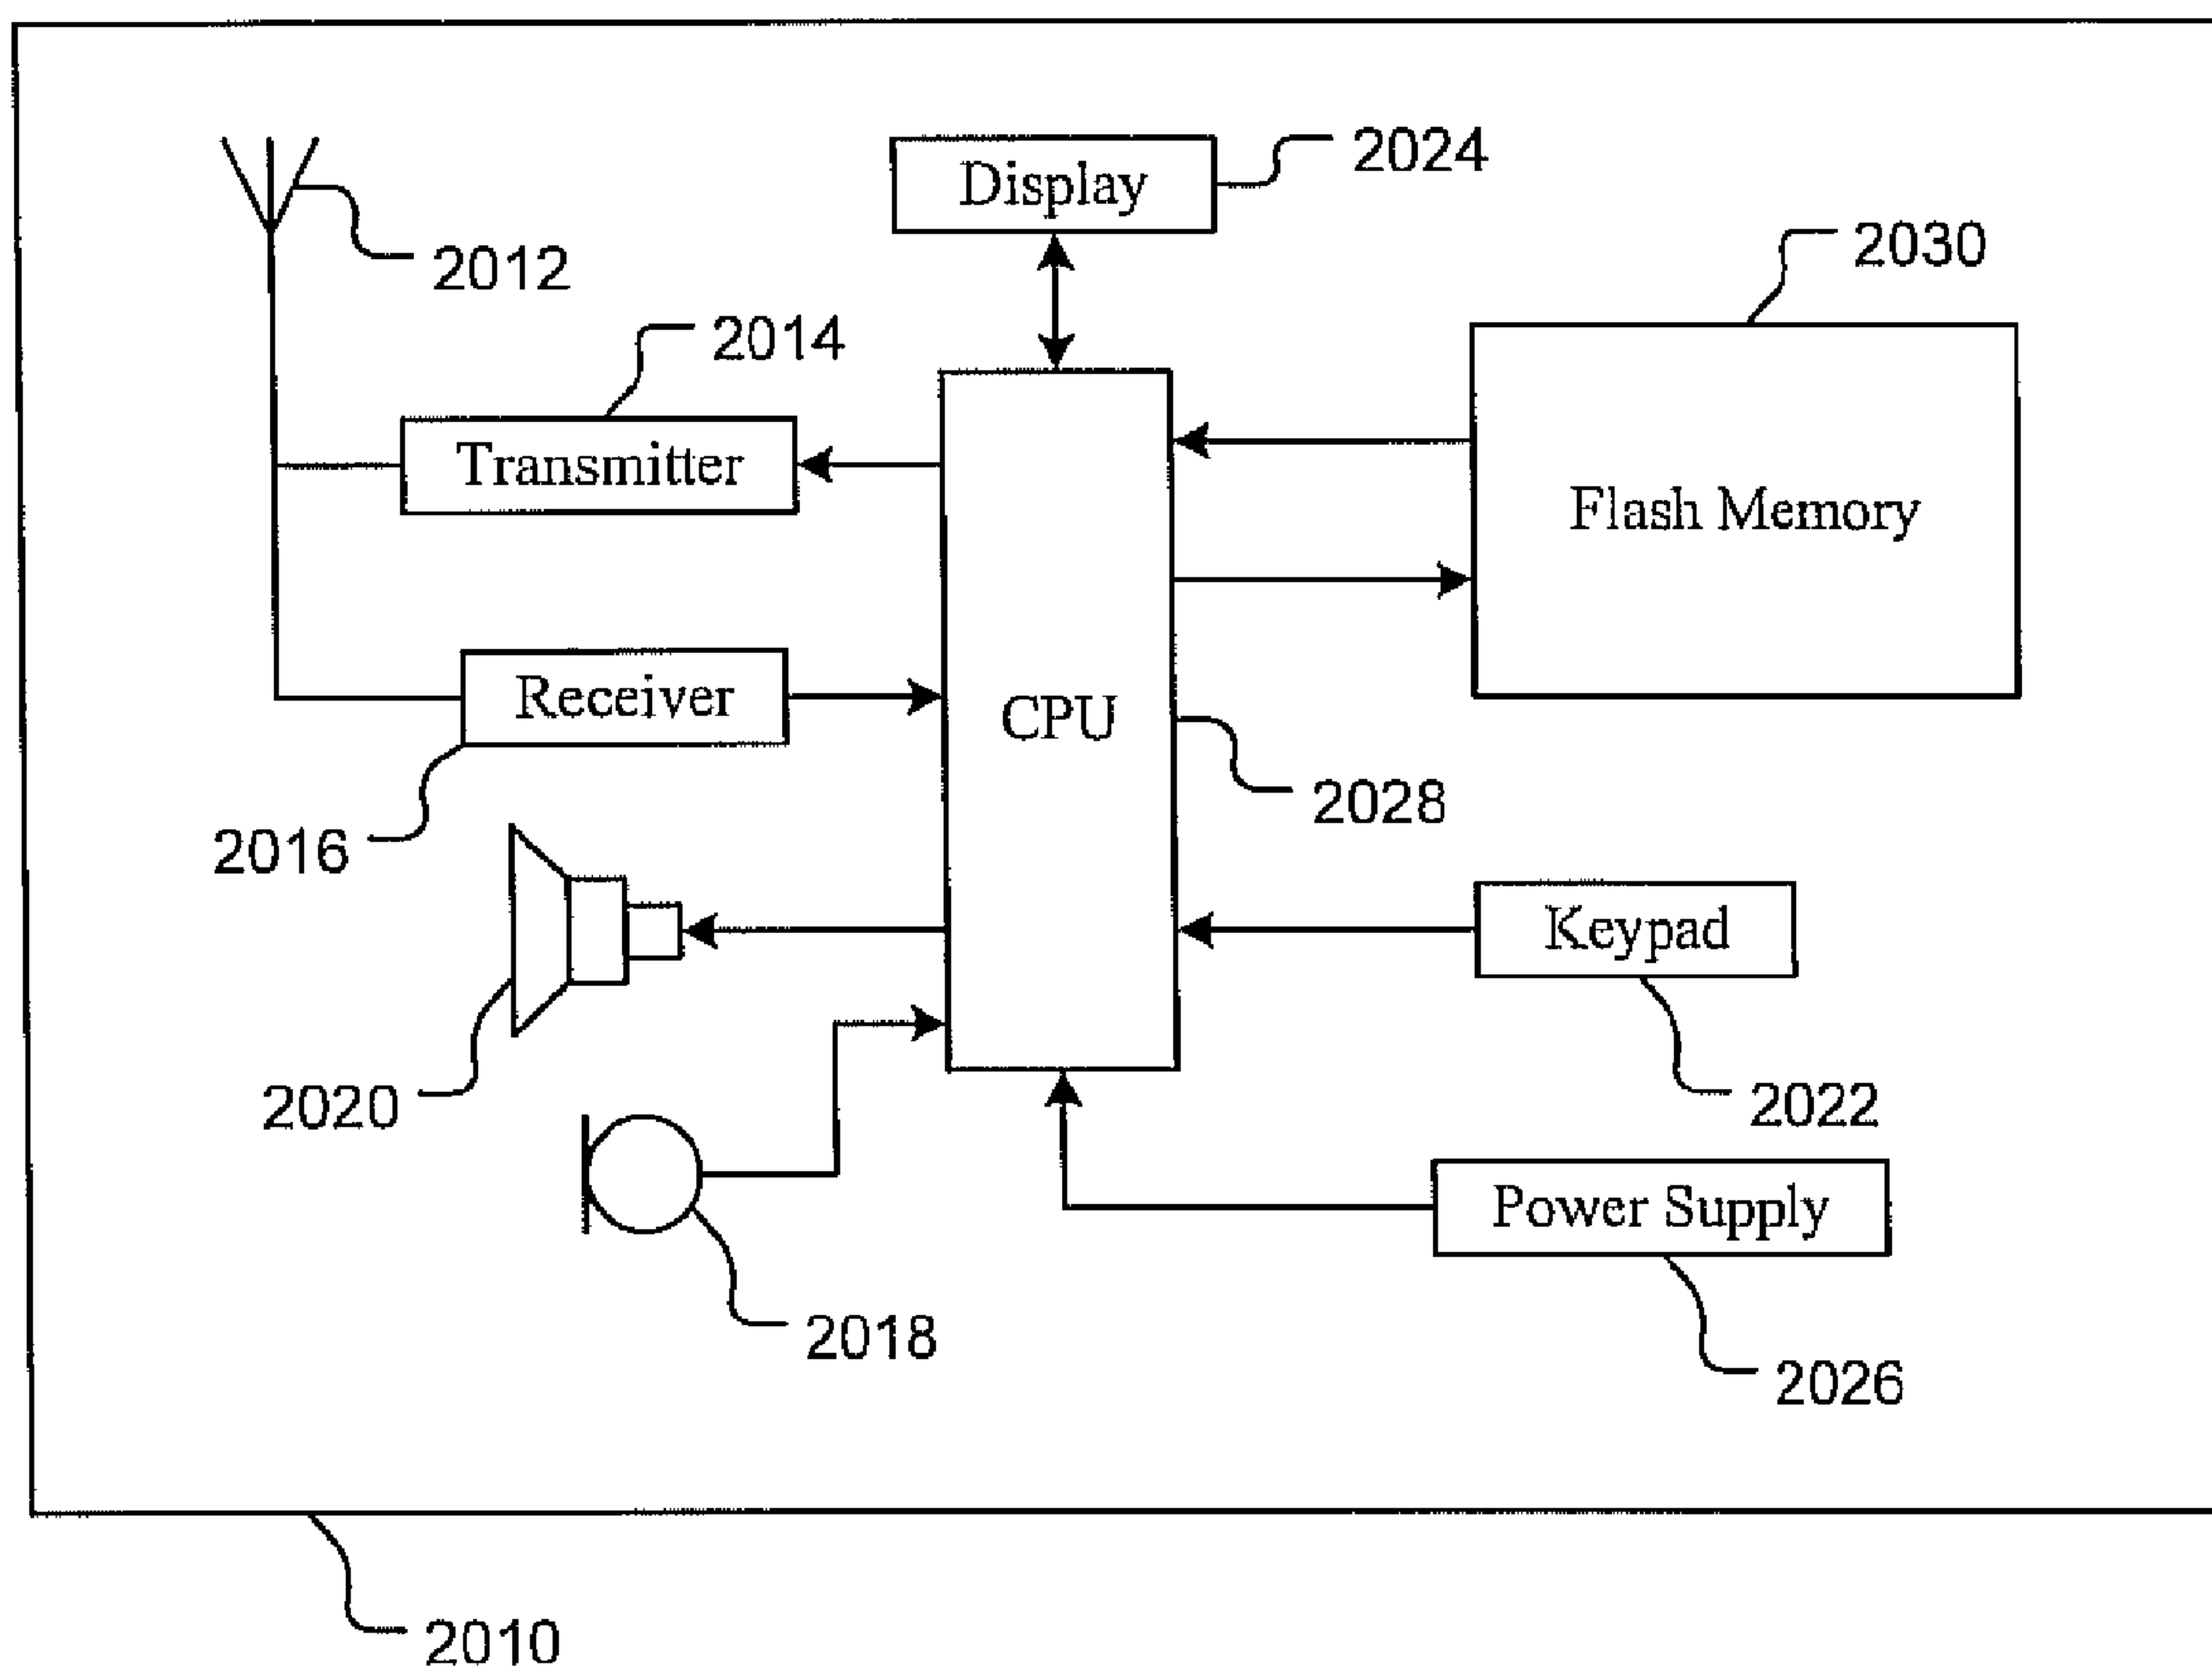 2024
Display
2030
2012
2014
Transmitter
Flash Memory
Receiver
CPU
2028
2016
Keypad
2020
2022
Power Supply
2018
2026
2010